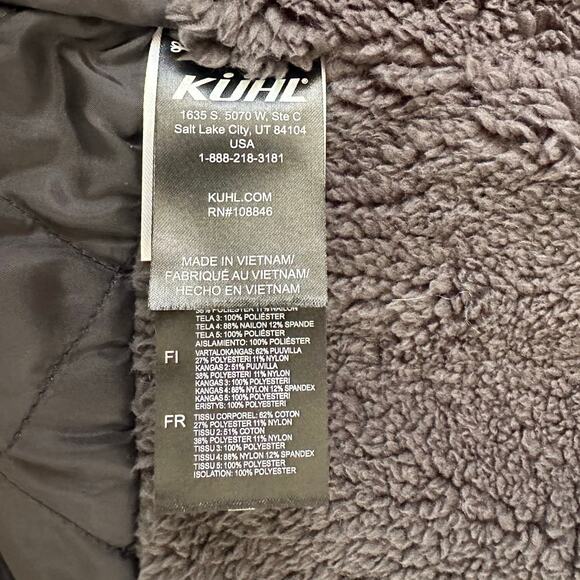 KÜHL
1635 S. 5070 W, Ste C
Salt Lake City, UT 84104
USA
1-888-218-3181
KUHL.COM
RN#108846
MADE IN VIETNAM/
FABRIQUÉ AU VIETNAM/
HECHO EN VIETNAM
38% POLIÉSTER 11% NAILON
TELA 3: 100% POLIÉSTER
TELA 4: 88% NAILON 12% SPANDE
TELA 5: 100% POLIÉSTER
AISLAMIENTO: 100% POLIÉSTER
FI
VARTALOKANGAS: 62% PUUVILLA
27% POLYESTERI 11% NYLON
KANGAS 2: 51% PUUVILLA
38% POLYESTERI 11% NYLON
KANGAS 3: 100% POLYESTERI
KANGAS 4: 88% NYLON 12% SPANDEX
KANGAS 5: 100% POLYESTERI
ERISTYS: 100% POLYESTERI
FR
TISSU CORPOREL: 62% COTON
27% POLYESTER 11% NYLON
TISSU 2: 51% COTON
38% POLYESTER 11% NYLON
TISSU 3: 100% POLYESTER
TISSU 4: 88% NYLON 12% SPANDEX
TISSU 5: 100% POLYESTER
ISOLATION: 100% POLYESTER